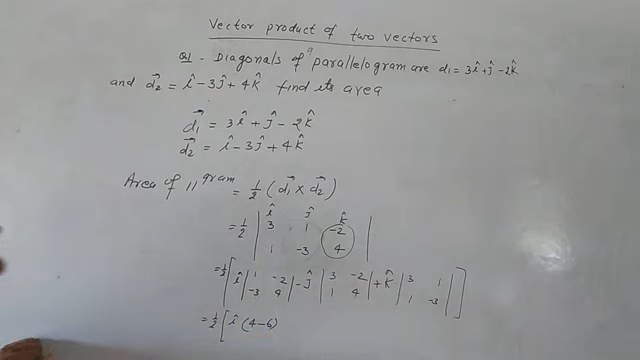 Vector product of two vectors
Q1 - Diagonals of a parallelogram are d₁ = 3î + ĵ - 2k̂
and d₂⃗ = î - 3ĵ + 4k̂ find its area
d₁⃗ = 3î + ĵ - 2k̂
d₂⃗ = î - 3ĵ + 4k̂
Area of ||gram = 1/2 (d₁⃗ × d₂⃗)
= 1/2 | î ĵ k̂
3 1 -2
1 -3 4 |
= 1/2 [ î | 1 -2 | - ĵ | 3 -2 | + k̂ | 3 1 | ]
-3 4 1 4 1 -3
= 1/2 [ î (4-6)